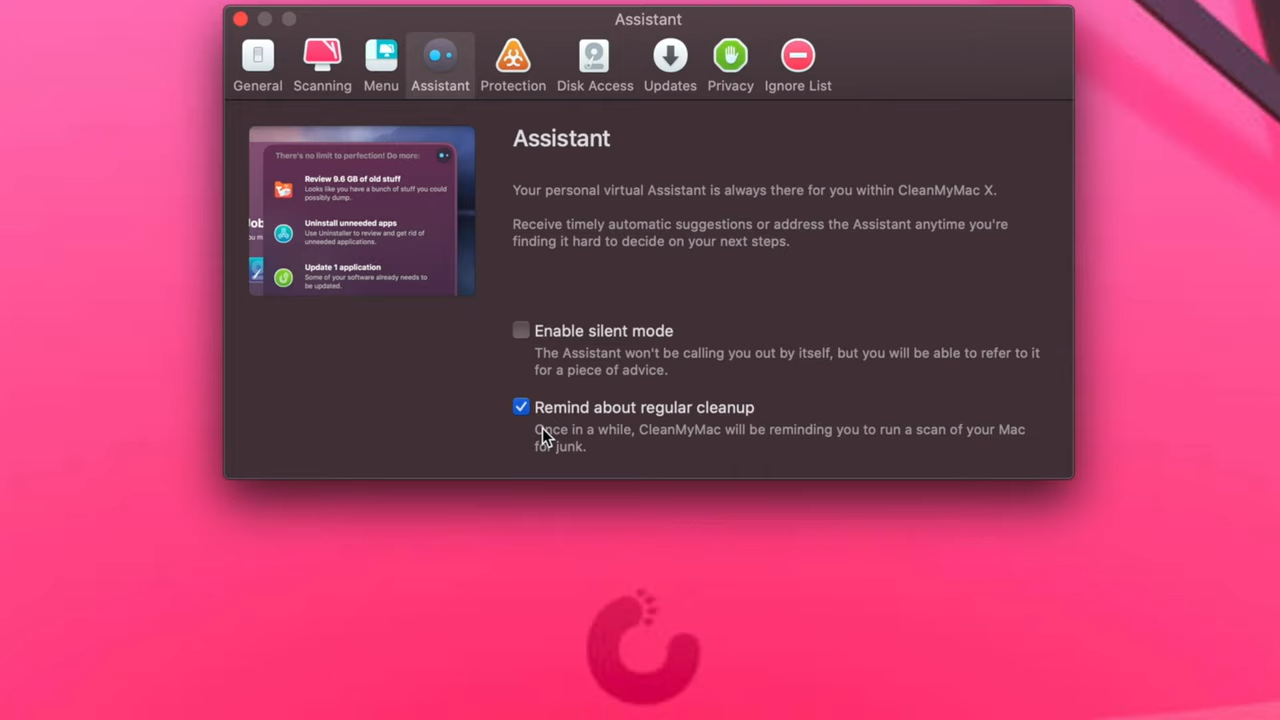 Assistant
General Scanning Menu Assistant Protection Disk Access Updates Privacy Ignore List
There's no limit to perfection! Do more:
Review 9.6 GB of old stuff
Looks like you have a bunch of stuff you could
possibly dump.
Uninstall unneeded apps
Use Uninstaller to review and get rid of
unneeded applications.
Update 1 application
Some of your software already needs to
be updated.
Assistant
Your personal virtual Assistant is always there for you within CleanMyMac X.
Receive timely automatic suggestions or address the Assistant anytime you're
finding it hard to decide on your next steps.
Enable silent mode
The Assistant won't be calling you out by itself, but you will be able to refer to it
for a piece of advice.
Remind about regular cleanup
Once in a while, CleanMyMac will be reminding you to run a scan of your Mac
for junk.